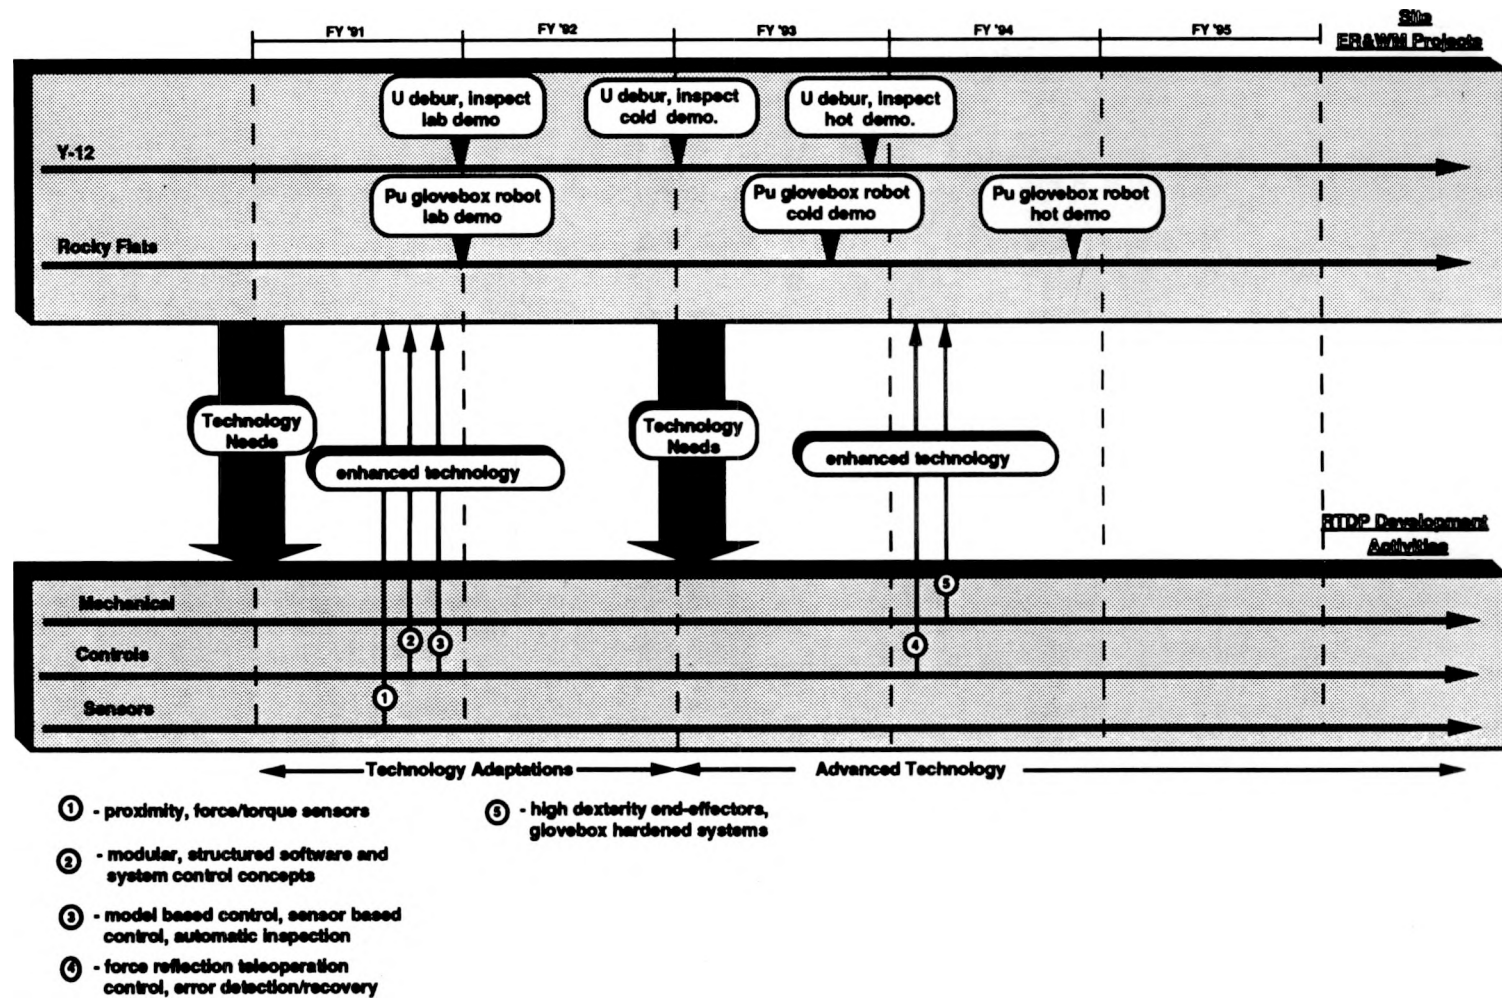 FY '91
FY '92
FY '93
FY '94
FY '95
Site
ER&WM Projects
U debur, inspect
lab demo
U debur, inspect
cold demo.
U debur, inspect
hot demo.
Y-12
Pu glovebox robot
lab demo
Pu glovebox robot
cold demo
Pu glovebox robot
hot demo
Rocky Flats
Technology
Needs
enhanced technology
Technology
Needs
enhanced technology
RTDP Development
Activities
Mechanical
5
Controls
2
3
4
Sensors
1
Technology Adaptations
Advanced Technology
1 - proximity, force/torque sensors
2 - modular, structured software and
system control concepts
3 - model based control, sensor based
control, automatic inspection
4 - force reflection teleoperation
control, error detection/recovery
5 - high dexterity end-effectors,
glovebox hardened systems